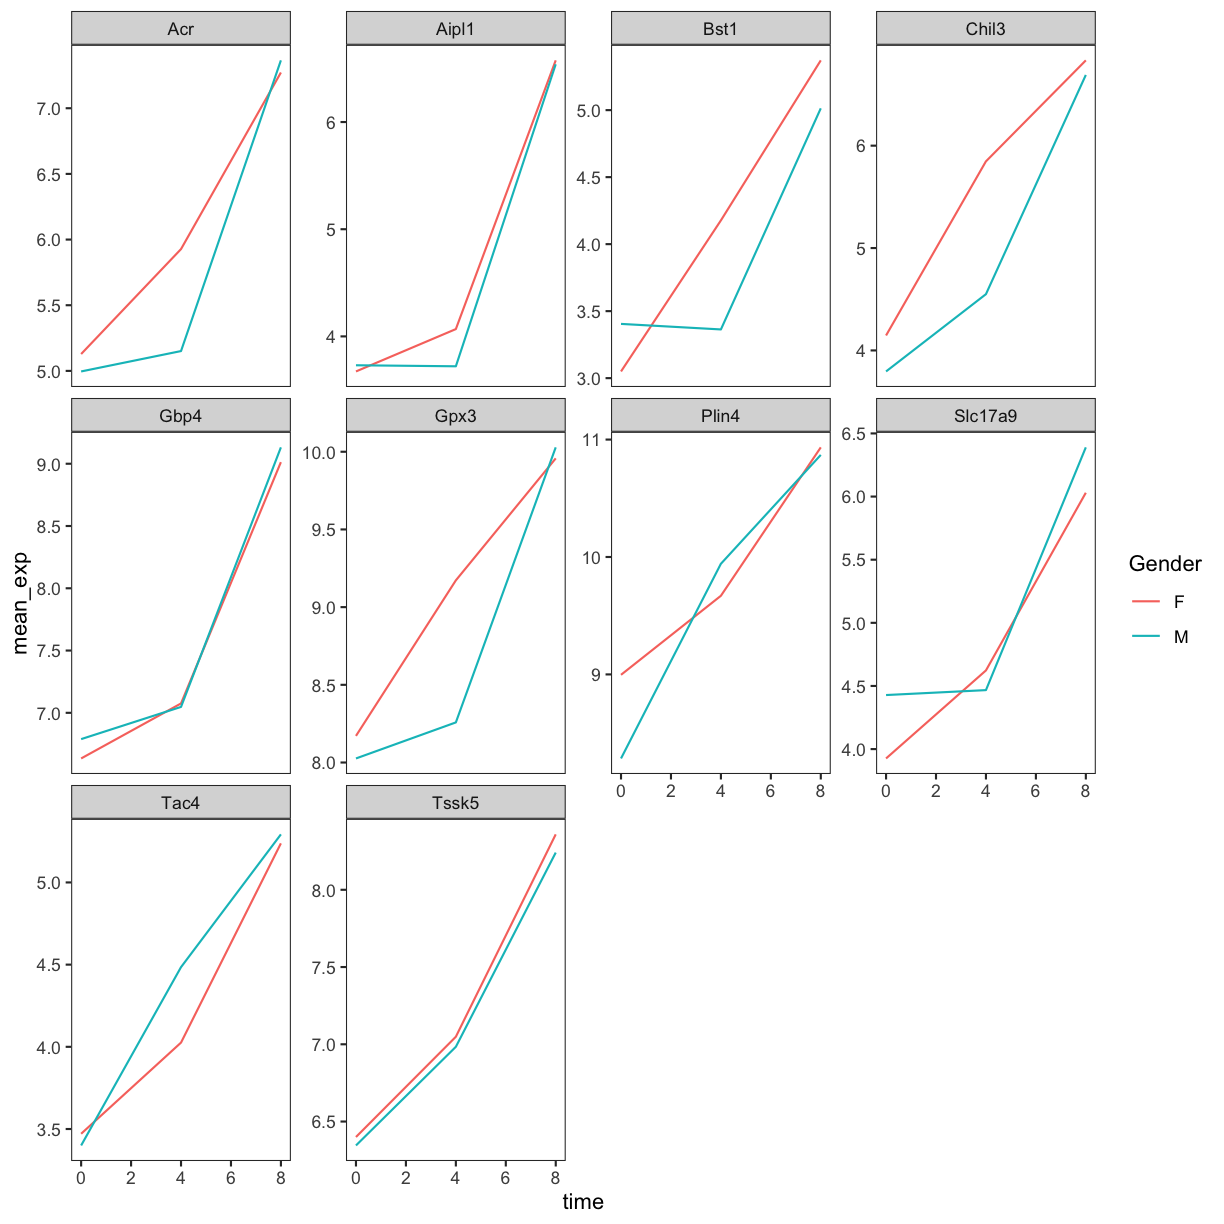 Acr Aipl1 Bst1 Chil3
7.0 6.5 6.0 5.5 5.0
6 5 4
5.0 4.5 4.0 3.5 3.0
6 5 4
Gbp4 Gpx3 Plin4 Slc17a9
9.0 8.5 8.0 7.5 7.0
10.0 9.5 9.0 8.5 8.0
11 10 9
6.5 6.0 5.5 5.0 4.5 4.0
0 2 4 6 8 0 2 4 6 8
Tac4 Tssk5
5.0 4.5 4.0 3.5
8.0 7.5 7.0 6.5
0 2 4 6 8 0 2 4 6 8
time
mean_exp
Gender
F
M